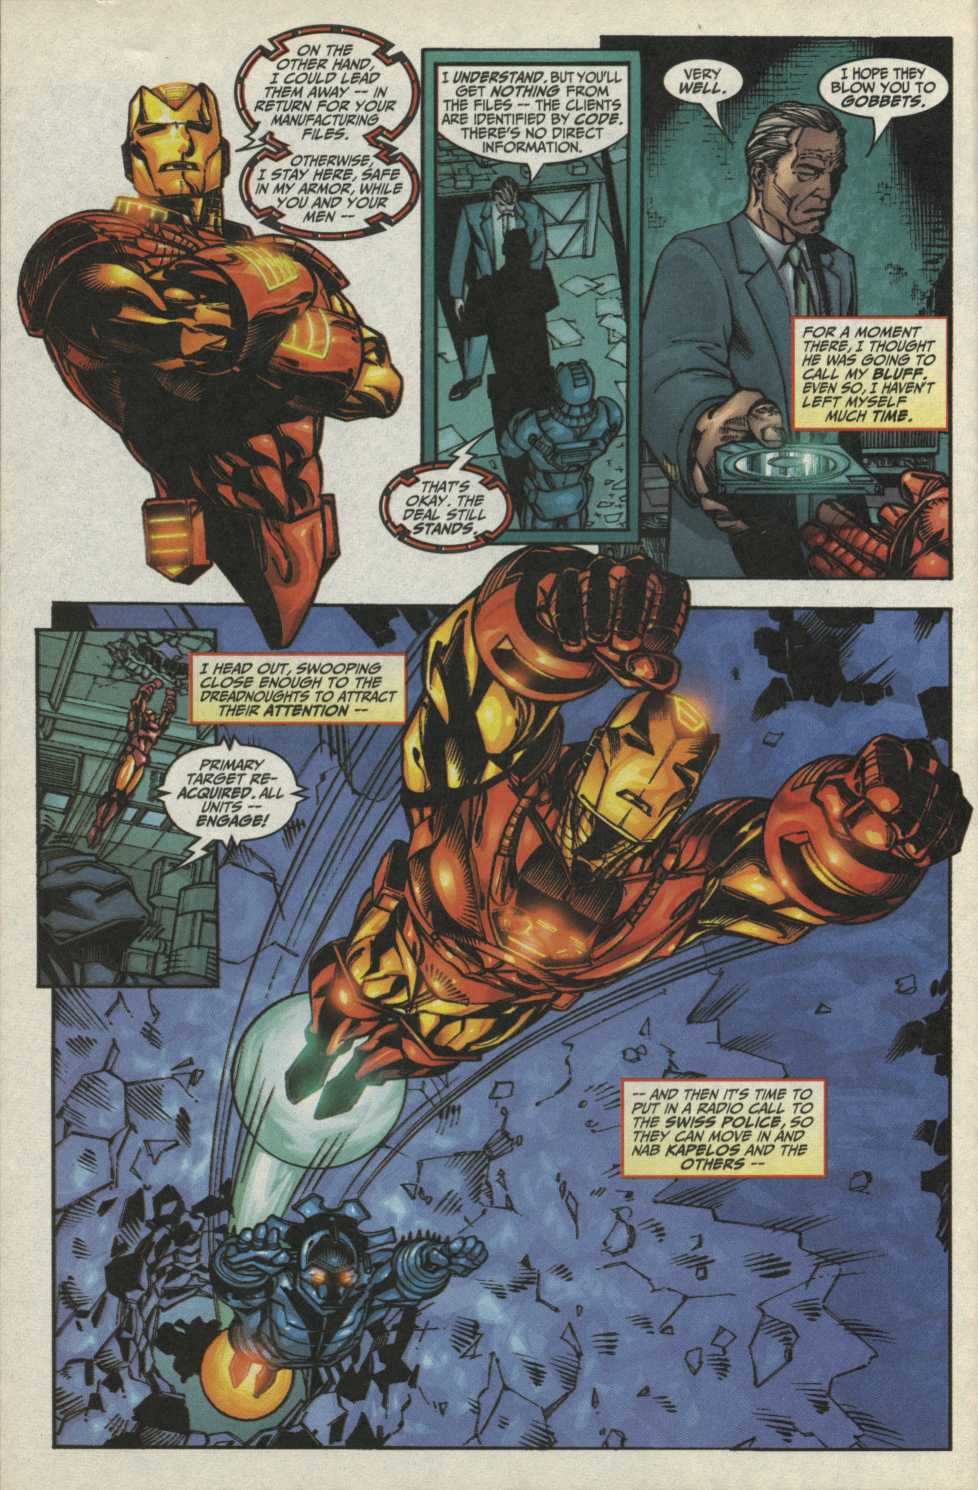 ON THE
OTHER HAND,
I COULD LEAD
THEM AWAY -- IN
RETURN FOR YOUR
MANUFACTURING
FILES.
OTHERWISE,
I STAY HERE, SAFE
IN MY ARMOR, WHILE
YOU AND YOUR
MEN --
I UNDERSTAND. BUT YOU'LL
GET NOTHING FROM
THE FILES -- THE CLIENTS
ARE IDENTIFIED BY CODE.
THERE'S NO DIRECT
INFORMATION.
THAT'S
OKAY. THE
DEAL STILL
STANDS.
VERY
WELL.
I HOPE THEY
BLOW YOU TO
GOBBETS.
FOR A MOMENT
THERE, I THOUGHT
HE WAS GOING TO
CALL MY BLUFF.
EVEN SO, I HAVEN'T
LEFT MYSELF
MUCH TIME.
I HEAD OUT, SWOOPING
CLOSE ENOUGH TO THE
DREADNOUGHTS TO ATTRACT
THEIR ATTENTION --
PRIMARY
TARGET RE-
ACQUIRED. ALL
UNITS --
ENGAGE!
-- AND THEN IT'S TIME TO
PUT IN A RADIO CALL TO
THE SWISS POLICE, SO
THEY CAN MOVE IN AND
NAB KAPELOS AND THE
OTHERS --